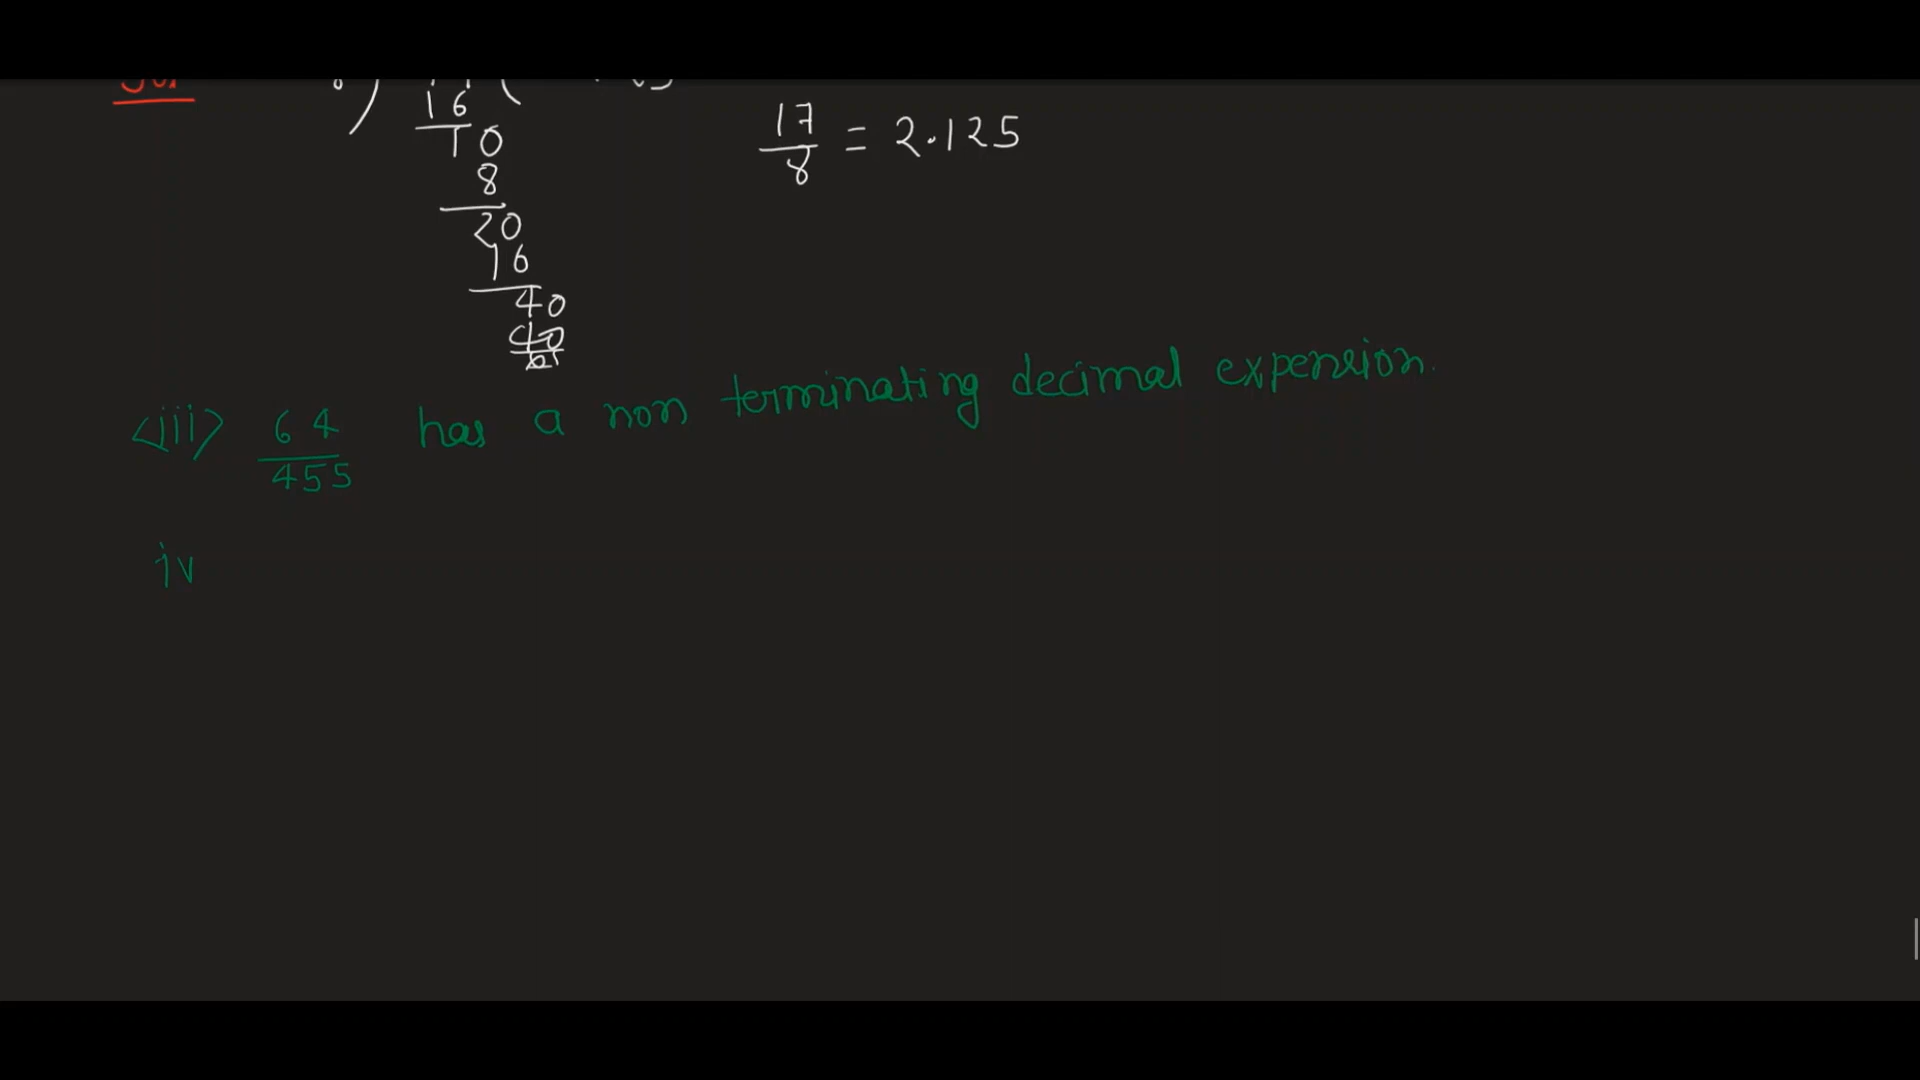 16
10
8
20
16
40
40
17/8 = 2.125
<iii> 64/455 has a non terminating decimal expension.
iv